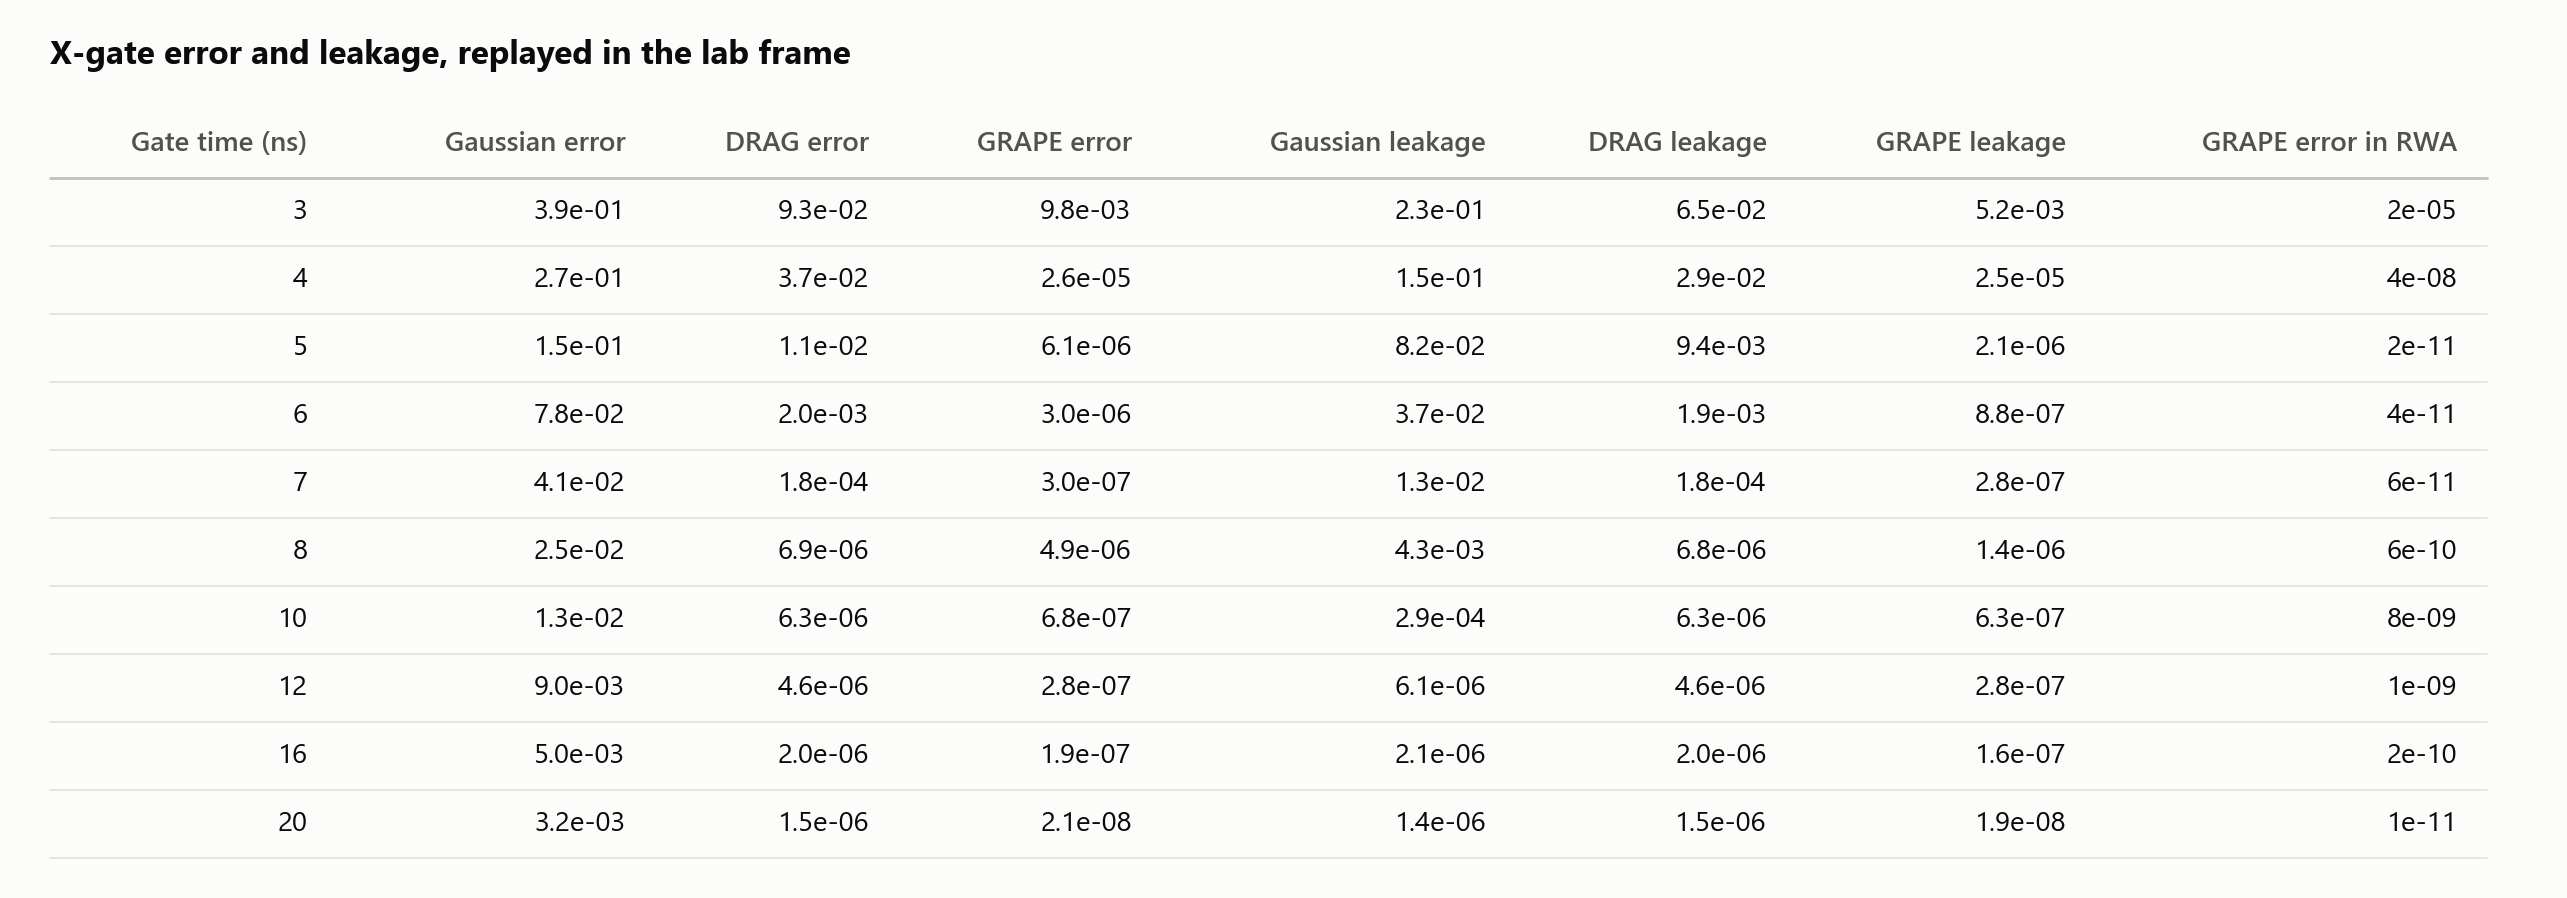 X-gate error and leakage, replayed in the lab frame
Gate time (ns) Gaussian error DRAG error GRAPE error Gaussian leakage DRAG leakage GRAPE leakage GRAPE error in RWA
3 3.9e-01 9.3e-02 9.8e-03 2.3e-01 6.5e-02 5.2e-03 2e-05
4 2.7e-01 3.7e-02 2.6e-05 1.5e-01 2.9e-02 2.5e-05 4e-08
5 1.5e-01 1.1e-02 6.1e-06 8.2e-02 9.4e-03 2.1e-06 2e-11
6 7.8e-02 2.0e-03 3.0e-06 3.7e-02 1.9e-03 8.8e-07 4e-11
7 4.1e-02 1.8e-04 3.0e-07 1.3e-02 1.8e-04 2.8e-07 6e-11
8 2.5e-02 6.9e-06 4.9e-06 4.3e-03 6.8e-06 1.4e-06 6e-10
10 1.3e-02 6.3e-06 6.8e-07 2.9e-04 6.3e-06 6.3e-07 8e-09
12 9.0e-03 4.6e-06 2.8e-07 6.1e-06 4.6e-06 2.8e-07 1e-09
16 5.0e-03 2.0e-06 1.9e-07 2.1e-06 2.0e-06 1.6e-07 2e-10
20 3.2e-03 1.5e-06 2.1e-08 1.4e-06 1.5e-06 1.9e-08 1e-11